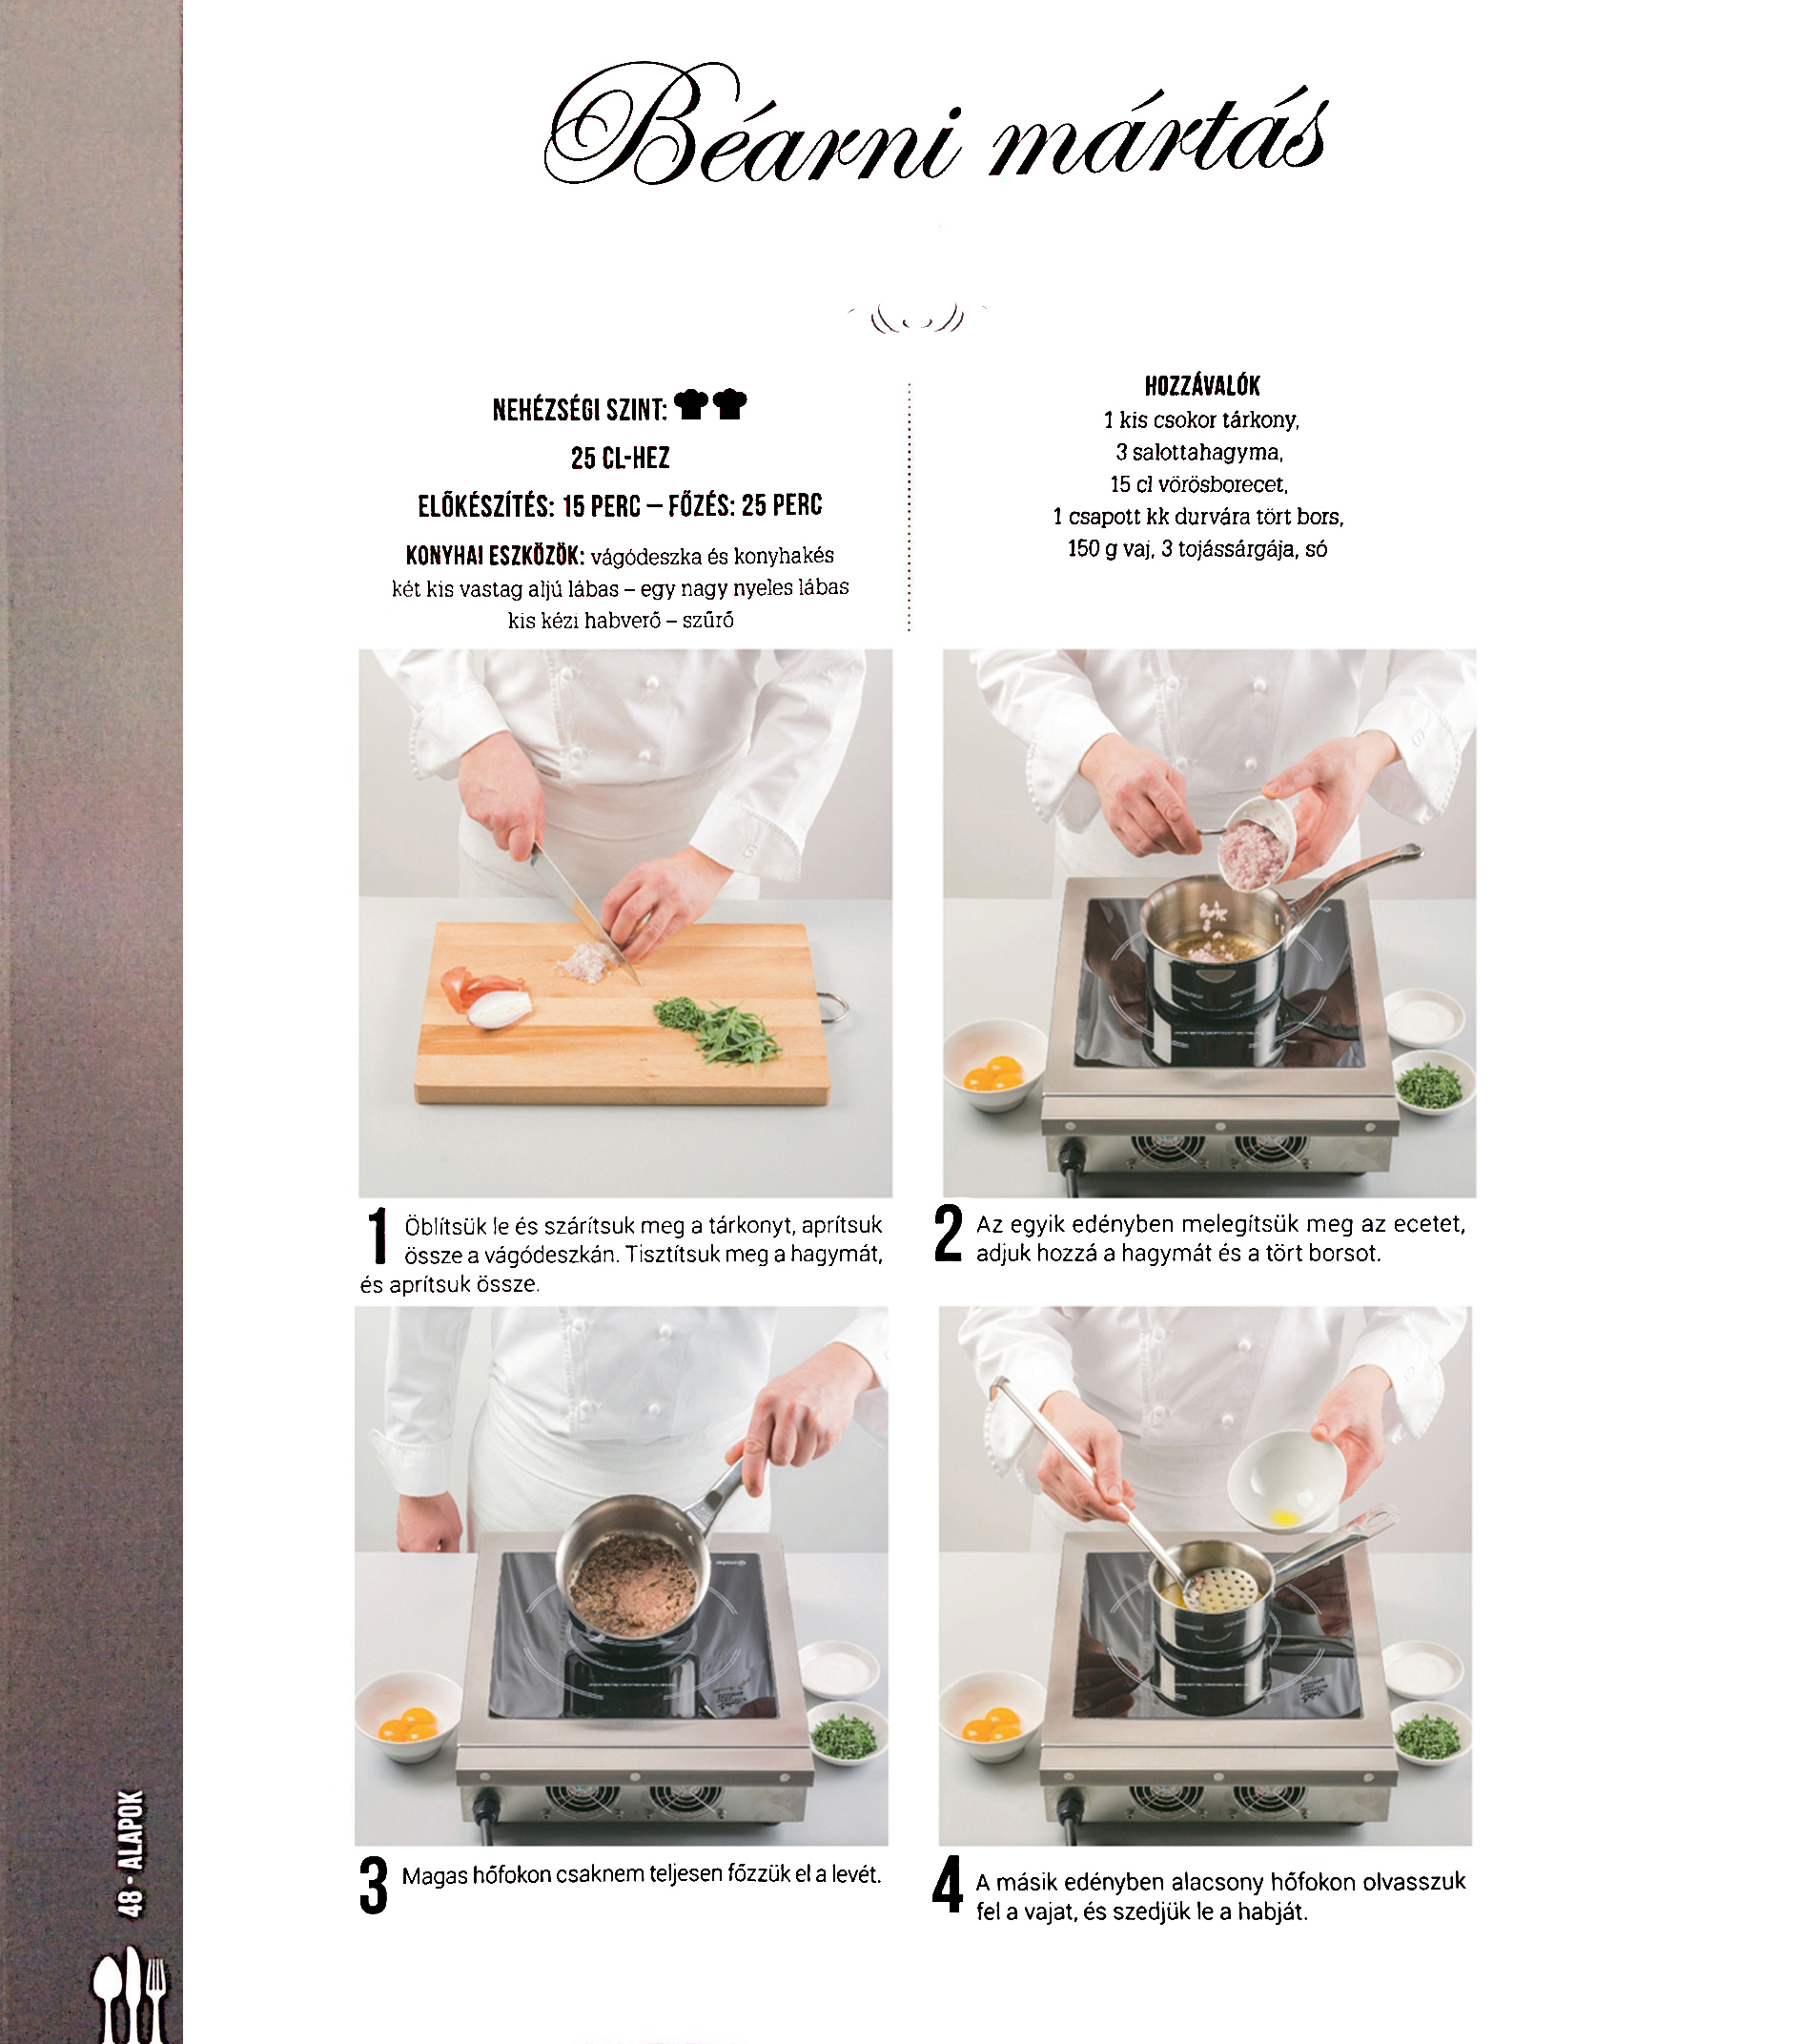 Béarni mártás
NEHÉZSÉGI SZINT:
25 CL-HEZ
ELŐKÉSZÍTÉS: 15 PERC – FŐZÉS: 25 PERC
KONYHAI ESZKÖZÖK: vágódeszka és konyhakés
két kis vastag aljú lábas – egy nagy nyeles lábas
kis kézi habverő – szűrő
HOZZÁVALÓK
1 kis csokor tárkony,
3 salottahagyma,
15 cl vörösborecet,
1 csapott kk durvára tört bors,
150 g vaj, 3 tojássárgája, só
1 Öblítsük le és szárítsuk meg a tárkonyt, aprítsuk
össze a vágódeszkán. Tisztítsuk meg a hagymát,
és aprítsuk össze.
2 Az egyik edényben melegítsük meg az ecetet,
adjuk hozzá a hagymát és a tört borsot.
3 Magas hőfokon csaknem teljesen főzzük el a levét.
4 A másik edényben alacsony hőfokon olvasszuk
fel a vajat, és szedjük le a habját.
48 • ALAPOK